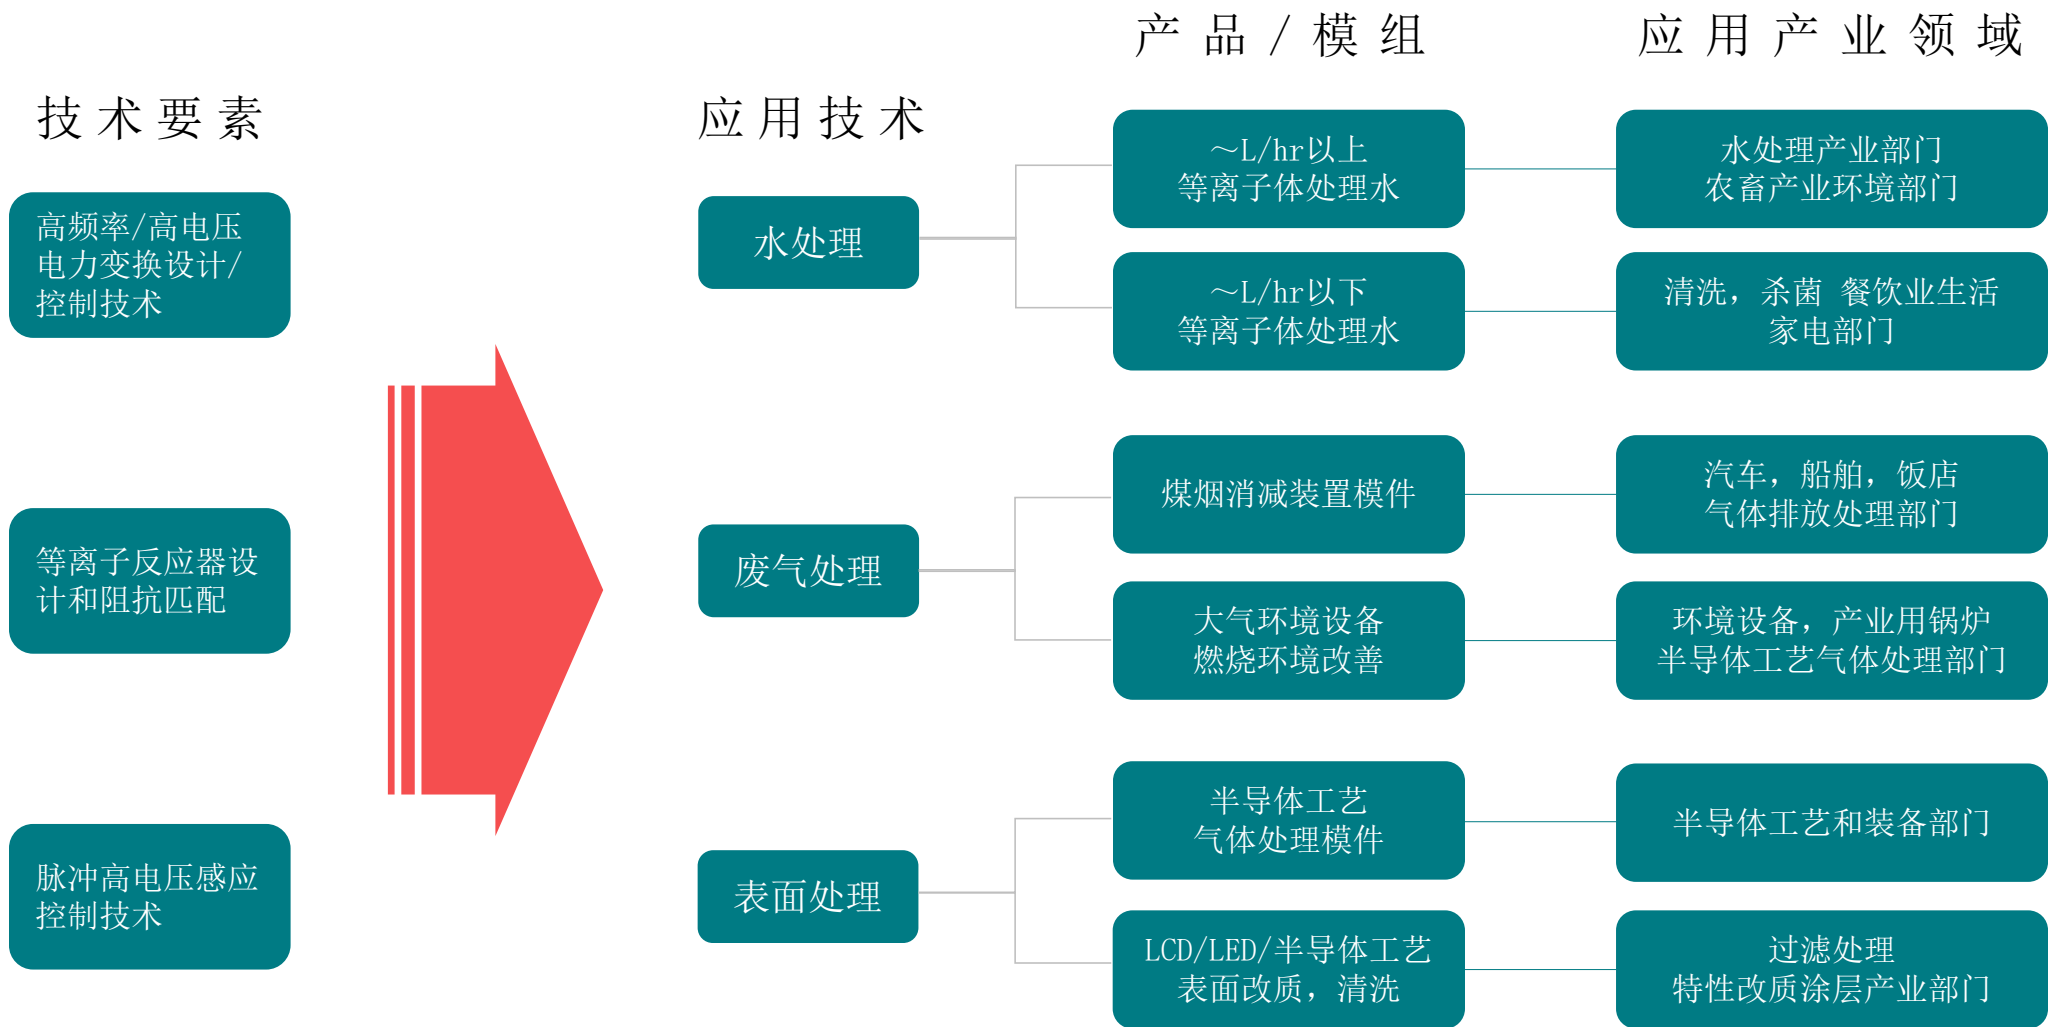 产品/模组
应用产业领域
技术要素
应用技术
高频率/高电压
电力变换设计/
控制技术
等离子反应器设
计和阻抗匹配
脉冲高电压感应
控制技术
水处理
～L/hr以上
等离子体处理水
水处理产业部门
农畜产业环境部门
～L/hr以下
等离子体处理水
清洗，杀菌 餐饮业生活
家电部门
废气处理
煤烟消减装置模件
汽车，船舶，饭店
气体排放处理部门
大气环境设备
燃烧环境改善
环境设备，产业用锅炉
半导体工艺气体处理部门
表面处理
半导体工艺
气体处理模件
半导体工艺和装备部门
LCD/LED/半导体工艺
表面改质，清洗
过滤处理
特性改质涂层产业部门